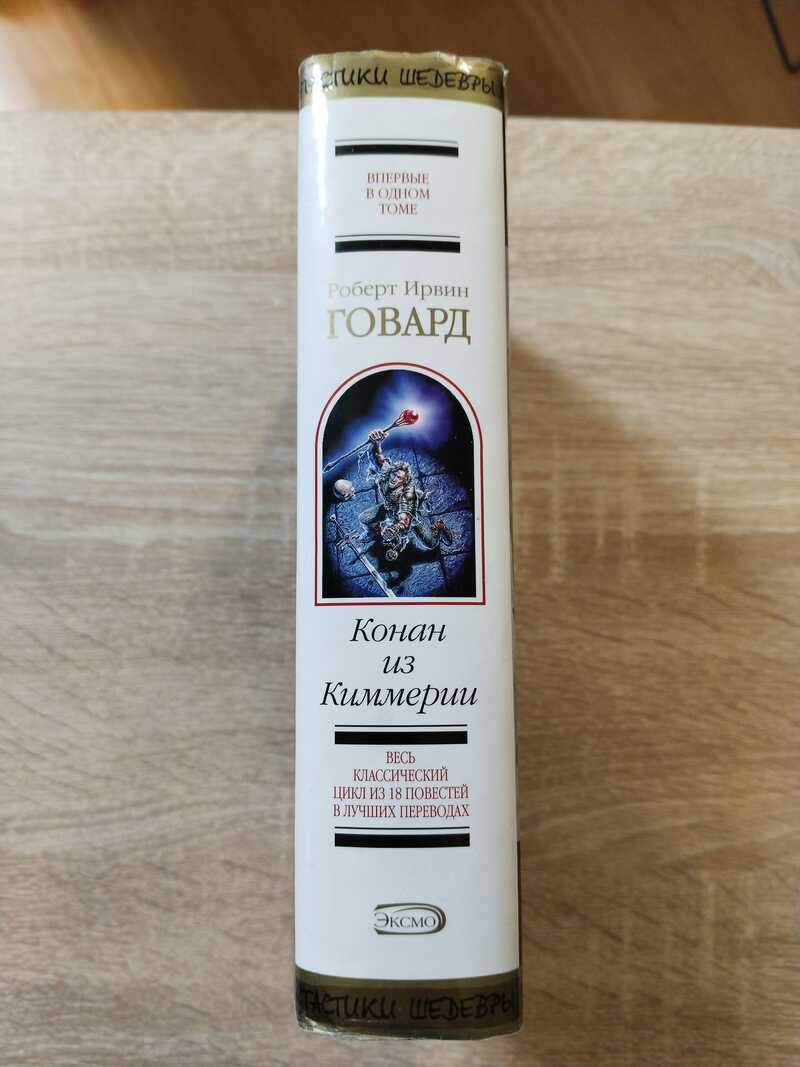 ТАСТИКИ ШЕДЕВРЫ
ВПЕРВЫЕ
В ОДНОМ
ТОМЕ
Роберт Ирвин
ГОВАРД
Конан
из
Киммерии
ВЕСЬ
КЛАССИЧЕСКИЙ
ЦИКЛ ИЗ 18 ПОВЕСТЕЙ
В ЛУЧШИХ ПЕРЕВОДАХ
ЭКСМО
ТАСТИКИ ШЕДЕВРЫ